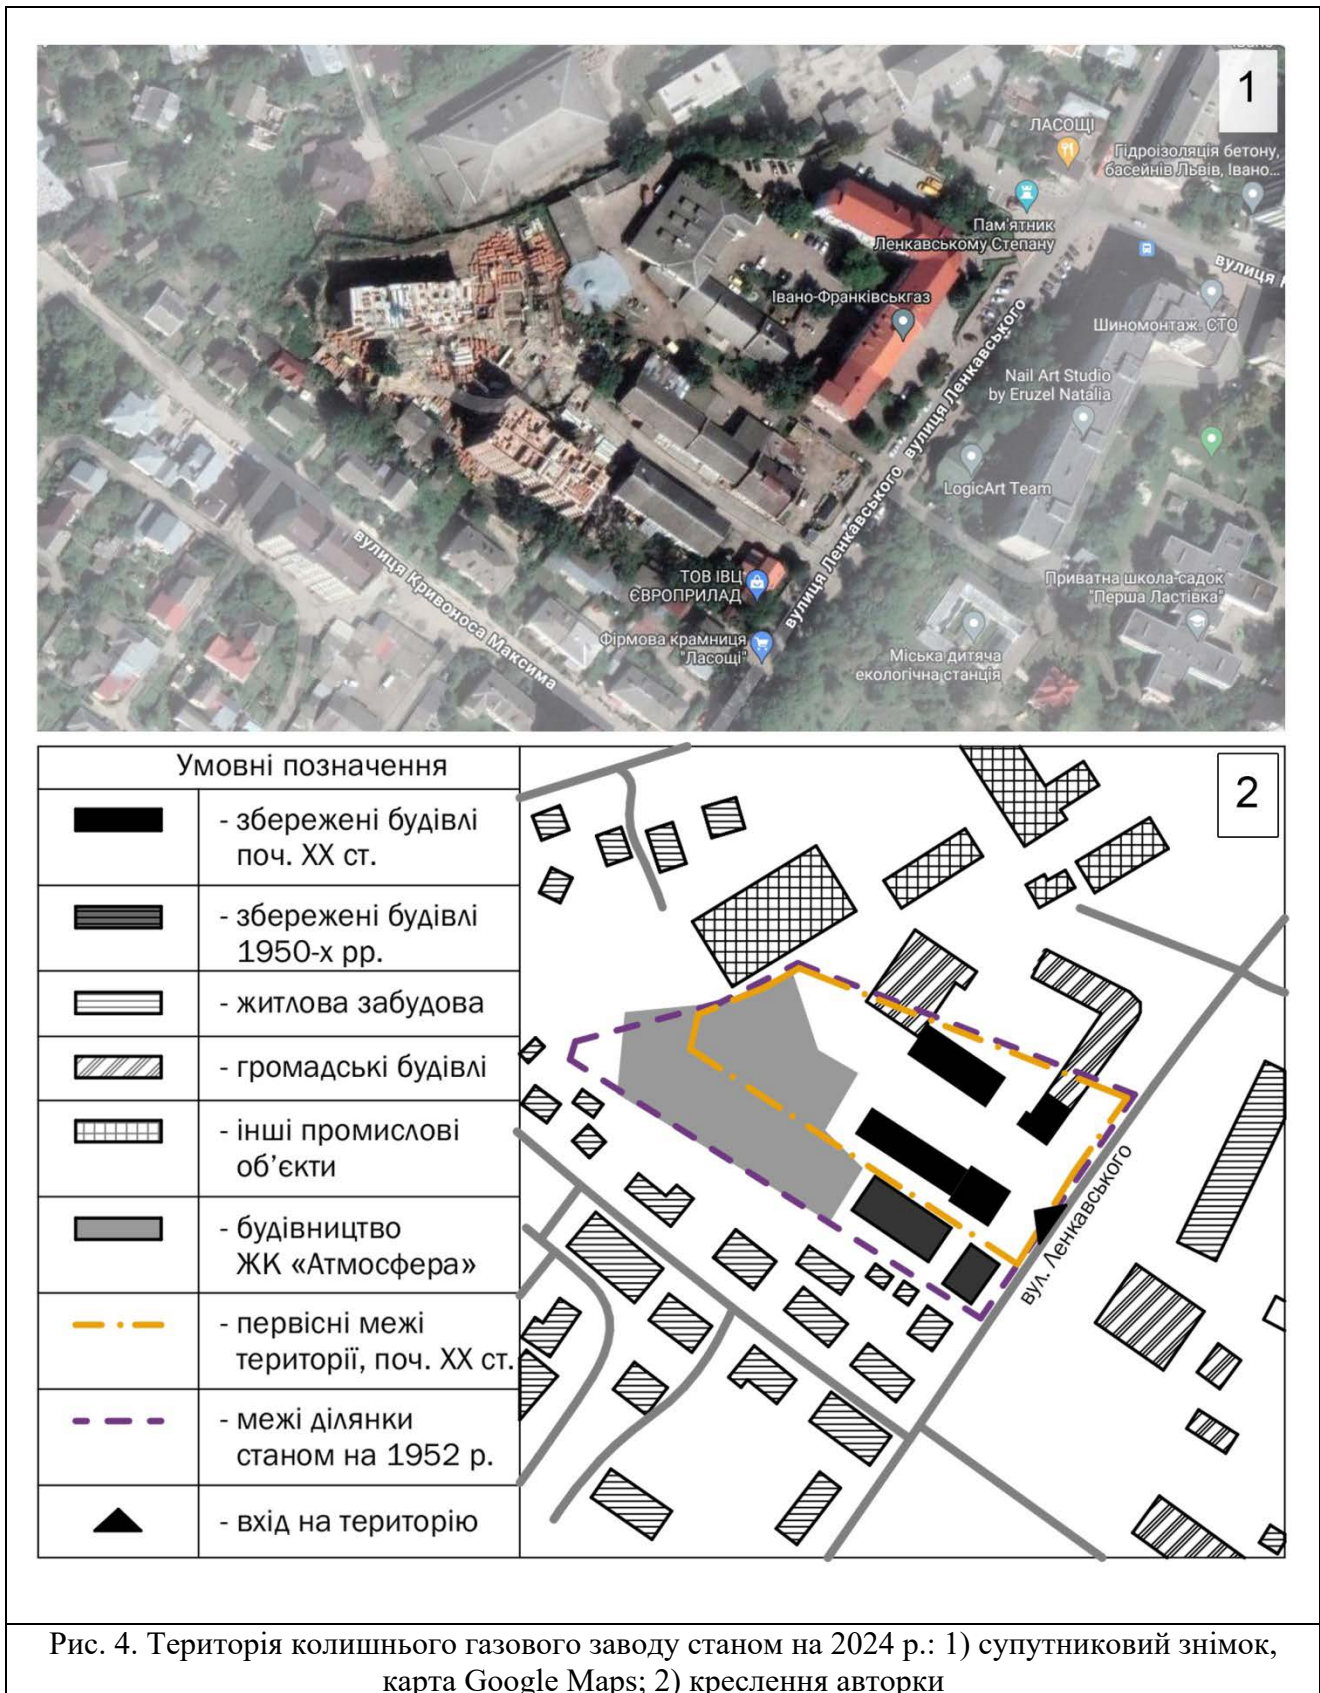 1
ЛАСОЩІ
Гідроізоляція бетону,
басейнів Львів, Івано...
Пам'ятник
Ленкавському Степану
вулиця
Івано-Франківськгаз
Шиномонтаж. СТО
вулиця Ленкавського
Nail Art Studio
by Eruzel Natalia
LogicArt Team
вулиця Ленкавського
вулиця Кривоноса Максима
ТОВ ІВЦ
ЄВРОПРИЛАД
Приватна школа-садок
"Перша Ластівка"
Фірмова крамниця
"Ласощі"
Міська дитяча
екологічна станція
Умовні позначення
2
- збережені будівлі
поч. ХХ ст.
- збережені будівлі
1950-х рр.
- житлова забудова
- громадські будівлі
- інші промислові
об’єкти
- будівництво
ЖК «Атмосфера»
- первісні межі
території, поч. ХХ ст.
- межі ділянки
станом на 1952 р.
- вхід на територію
вул. Ленкавського
Рис. 4. Територія колишнього газового заводу станом на 2024 р.: 1) супутниковий знімок,
карта Google Maps; 2) креслення авторки